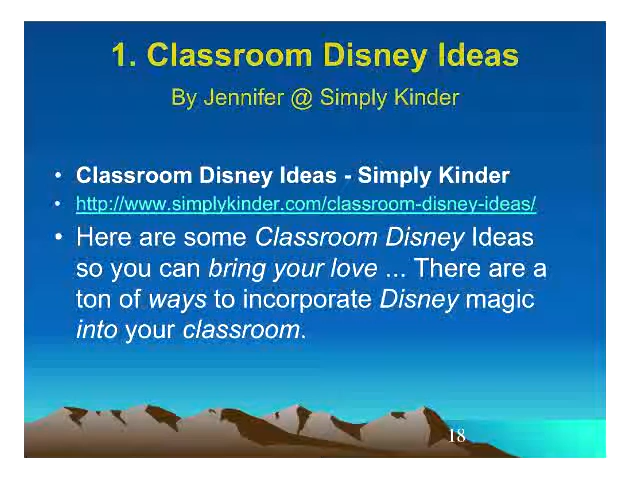 1. Classroom Disney Ideas
By Jennifer @ Simply Kinder
• Classroom Disney Ideas - Simply Kinder
• http://www.simplykinder.com/classroom-disney-ideas/
• Here are some Classroom Disney Ideas
so you can bring your love ... There are a
ton of ways to incorporate Disney magic
into your classroom.
18